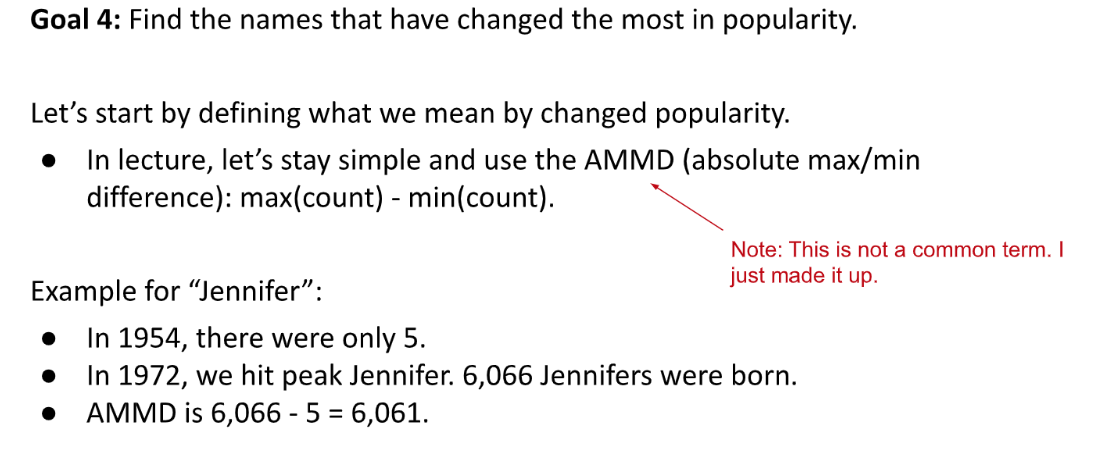 Goal 4: Find the names that have changed the most in popularity.
Let’s start by defining what we mean by changed popularity.
● In lecture, let’s stay simple and use the AMMD (absolute max/min
difference): max(count) - min(count).
Note: This is not a common term. I
just made it up.
Example for “Jennifer”:
● In 1954, there were only 5.
● In 1972, we hit peak Jennifer. 6,066 Jennifers were born.
● AMMD is 6,066 - 5 = 6,061.